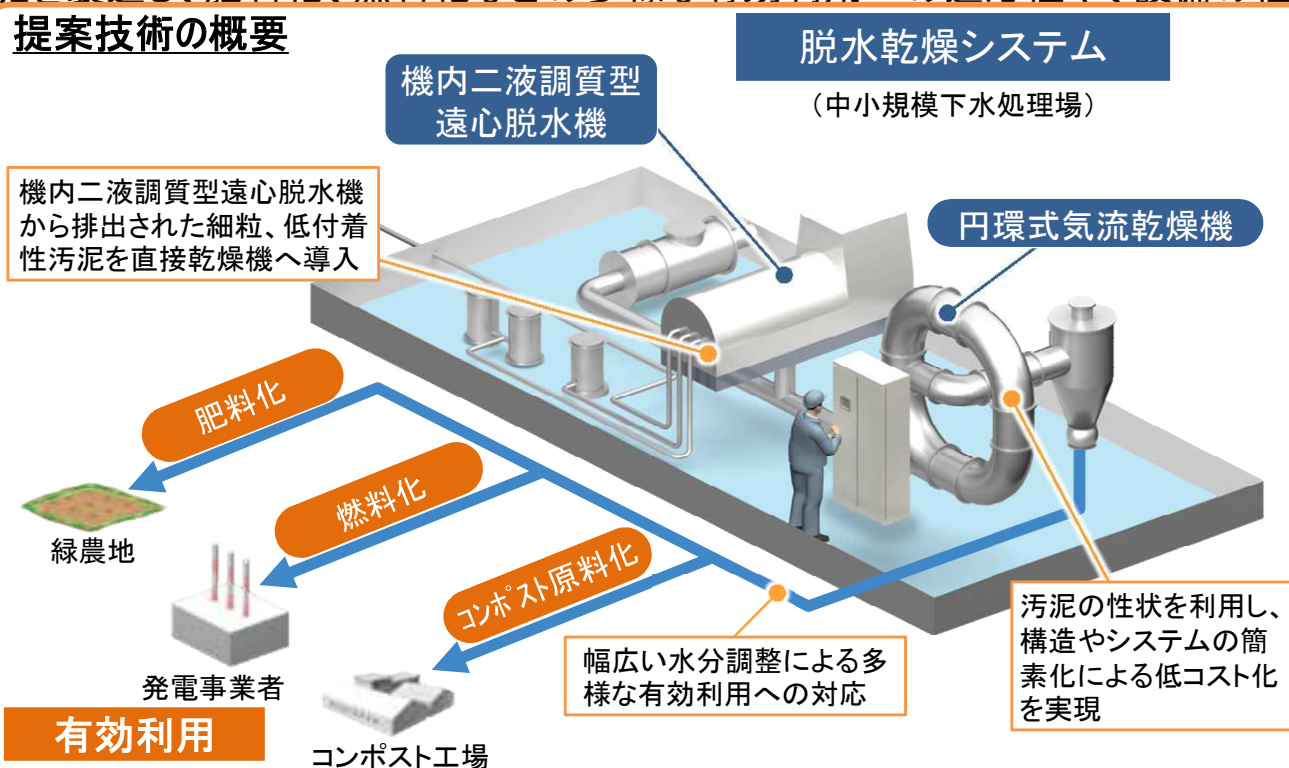 提案技術の概要
脱水乾燥システム
（中小規模下水処理場）
機内二液調質型
遠心脱水機
機内二液調質型遠心脱水機
から排出された細粒、低付着
性汚泥を直接乾燥機へ導入
円環式気流乾燥機
肥料化
緑農地
燃料化
発電事業者
コンポスト原料化
コンポスト工場
幅広い水分調整による多
様な有効利用への対応
汚泥の性状を利用し、
構造やシステムの簡
素化による低コスト化
を実現
有効利用